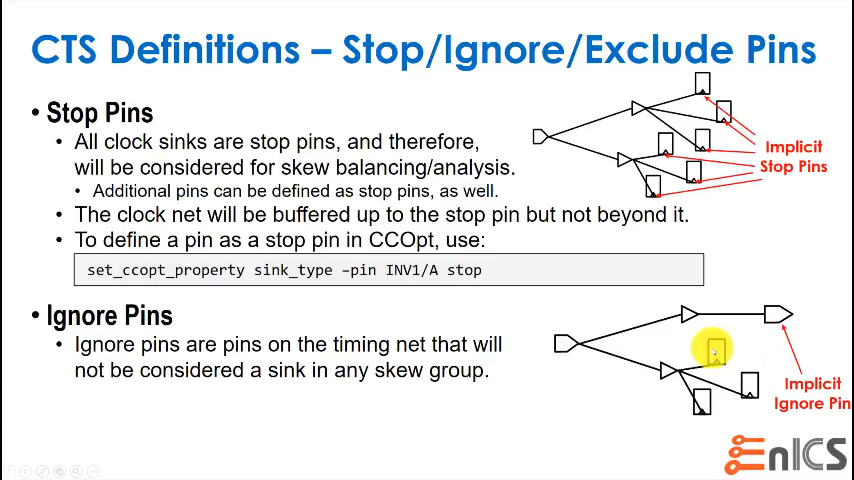 CTS Definitions – Stop/Ignore/Exclude Pins
• Stop Pins
• All clock sinks are stop pins, and therefore,
will be considered for skew balancing/analysis.
• Additional pins can be defined as stop pins, as well.
• The clock net will be buffered up to the stop pin but not beyond it.
• To define a pin as a stop pin in CCOpt, use:
set_ccopt_property sink_type –pin INV1/A stop
Implicit
Stop Pins
• Ignore Pins
• Ignore pins are pins on the timing net that will
not be considered a sink in any skew group.
Implicit
Ignore Pin
EnICS